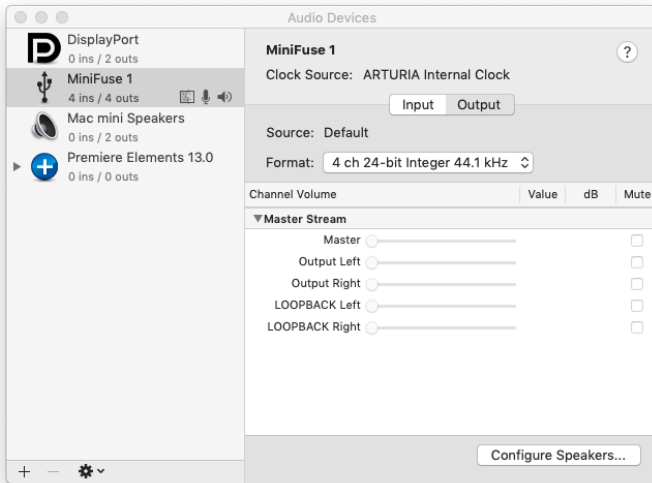 Audio Devices
DisplayPort
0 ins / 2 outs
MiniFuse 1
4 ins / 4 outs
Mac mini Speakers
0 ins / 2 outs
Premiere Elements 13.0
0 ins / 0 outs
MiniFuse 1
?
Clock Source: ARTURIA Internal Clock
Input Output
Source: Default
Format: 4 ch 24-bit Integer 44.1 kHz
Channel Volume Value dB Mute
Master Stream
Master
Output Left
Output Right
LOOPBACK Left
LOOPBACK Right
Configure Speakers...